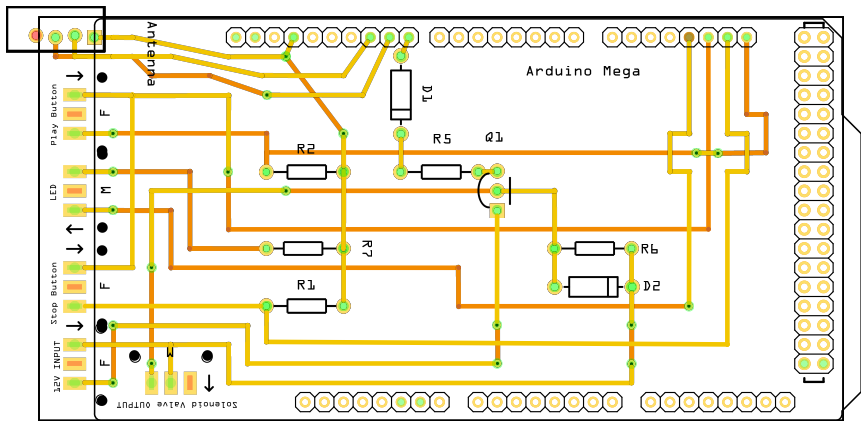 Antenna
Arduino Mega
D1
Play Button
F
R2
R5
Q1
LED
M
R7
R6
Stop Button
F
R1
D2
12V INPUT
F
M
Solenoid Valve OUTPUT